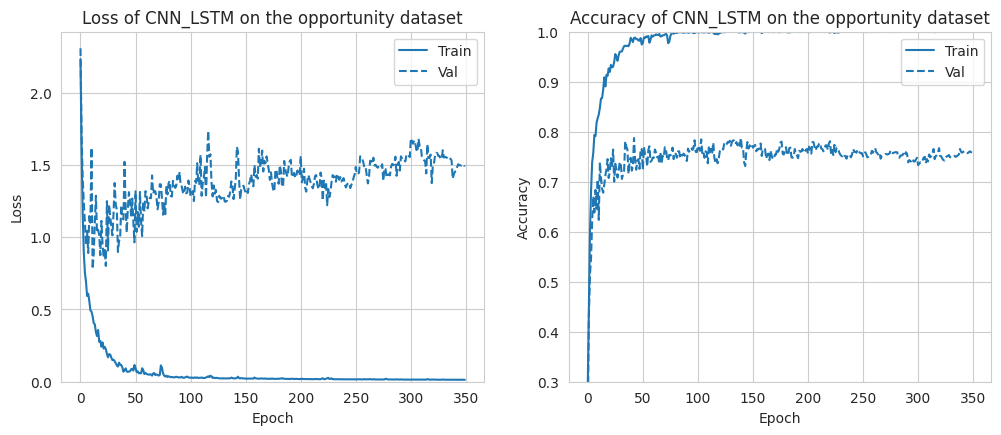 Loss of CNN_LSTM on the opportunity dataset
Train
Val
2.0
1.5
1.0
0.5
0.0
Loss
0 50 100 150 200 250 300 350
Epoch
Accuracy of CNN_LSTM on the opportunity dataset
Train
Val
1.0
0.9
0.8
0.7
0.6
0.5
0.4
0.3
Accuracy
0 50 100 150 200 250 300 350
Epoch